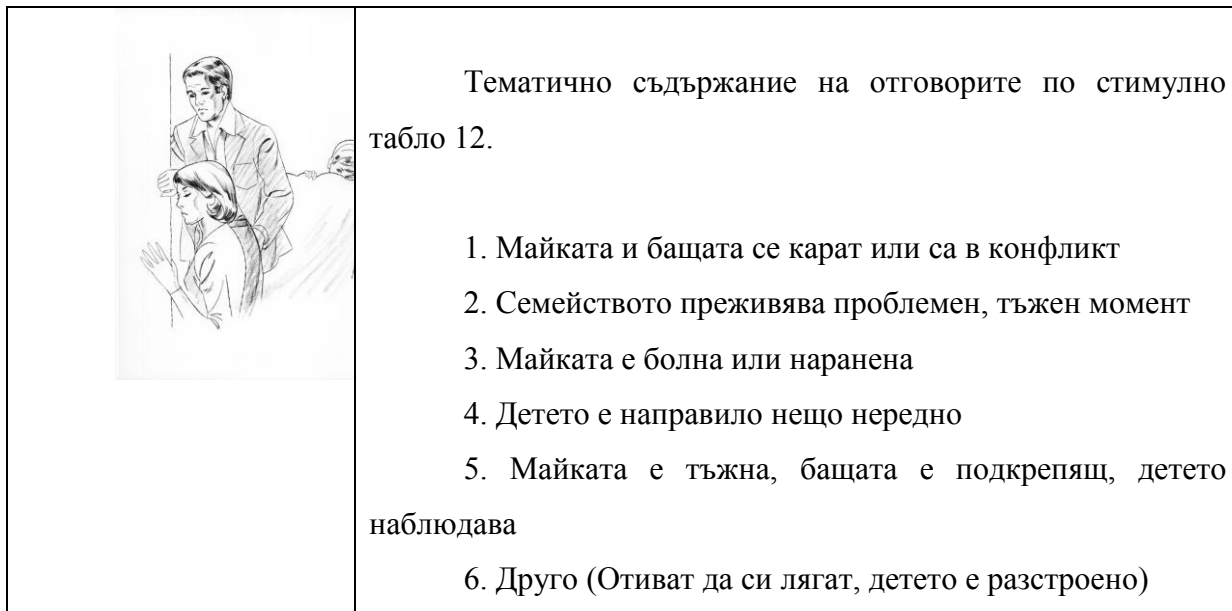 Тематично съдържание на отговорите по стимулно
табло 12.
1. Майката и бащата се карат или са в конфликт
2. Семейството преживява проблемен, тъжен момент
3. Майката е болна или наранена
4. Детето е направило нещо нередно
5. Майката е тъжна, бащата е подкрепящ, детето
наблюдава
6. Друго (Отиват да си лягат, детето е разстроено)